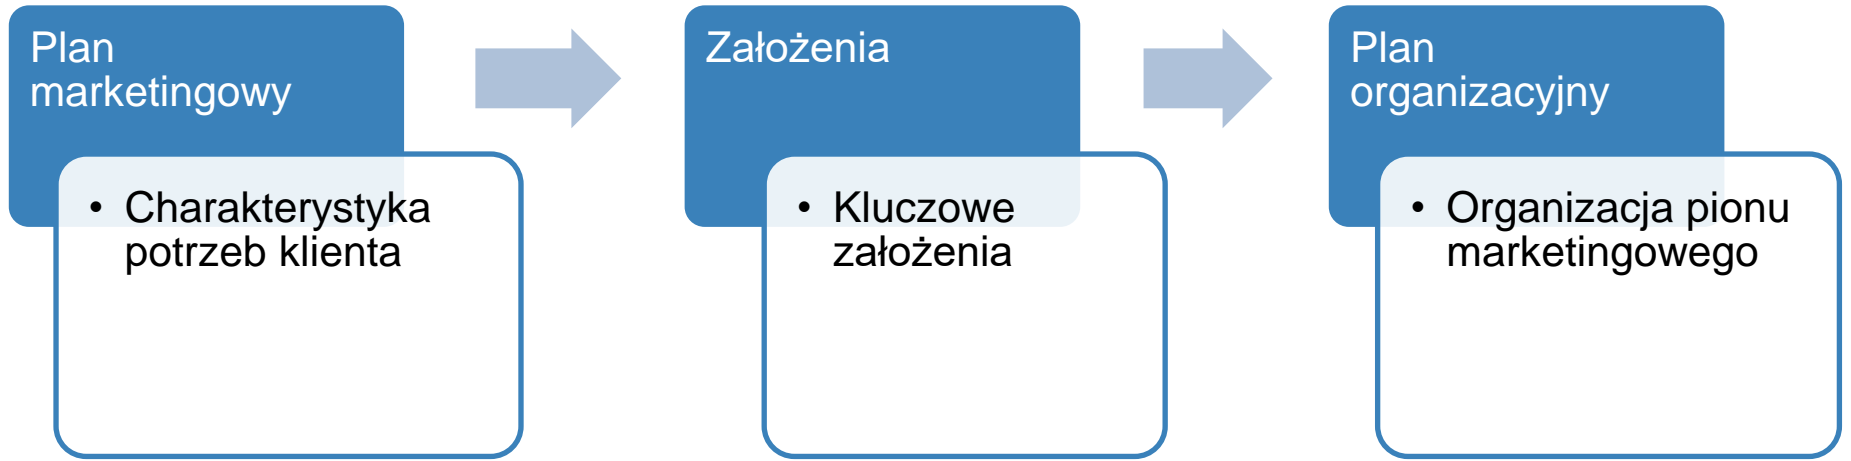 Plan
marketingowy
• Charakterystyka
potrzeb klienta
Założenia
• Kluczowe
założenia
Plan
organizacyjny
• Organizacja pionu
marketingowego